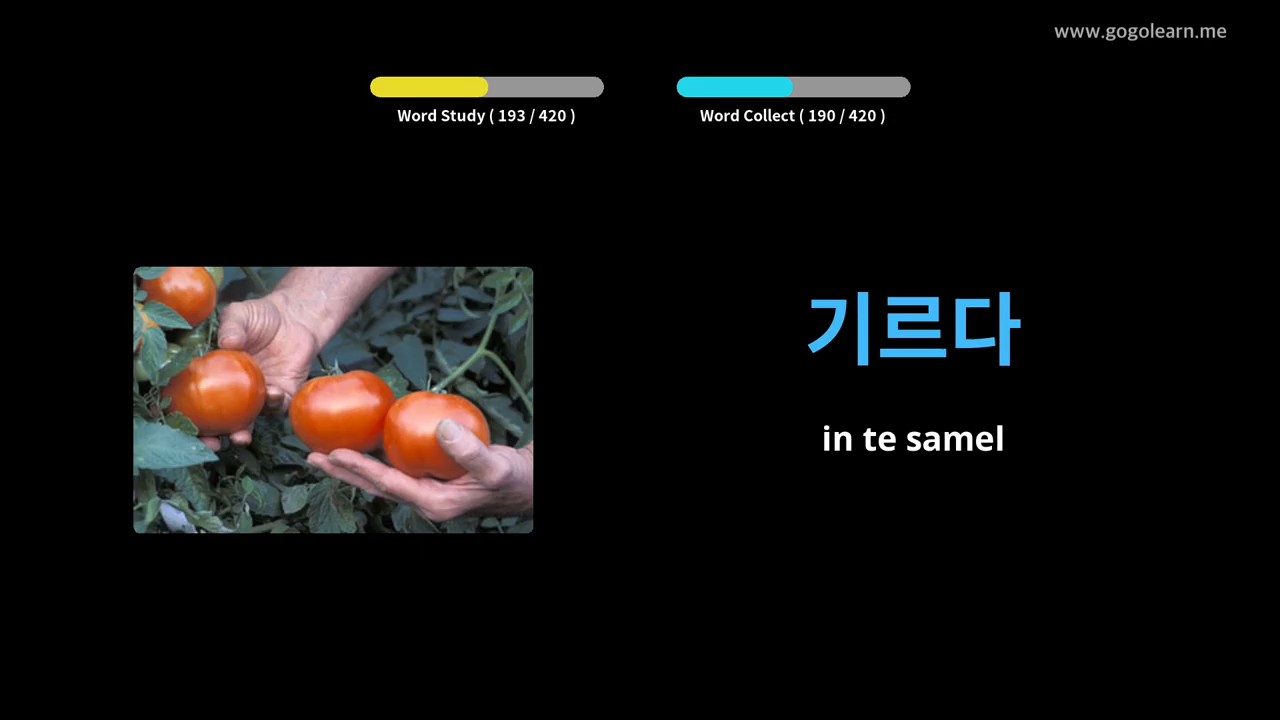 www.gogolearn.me
Word Study ( 193 / 420 )
Word Collect ( 190 / 420 )
기르다
in te samel